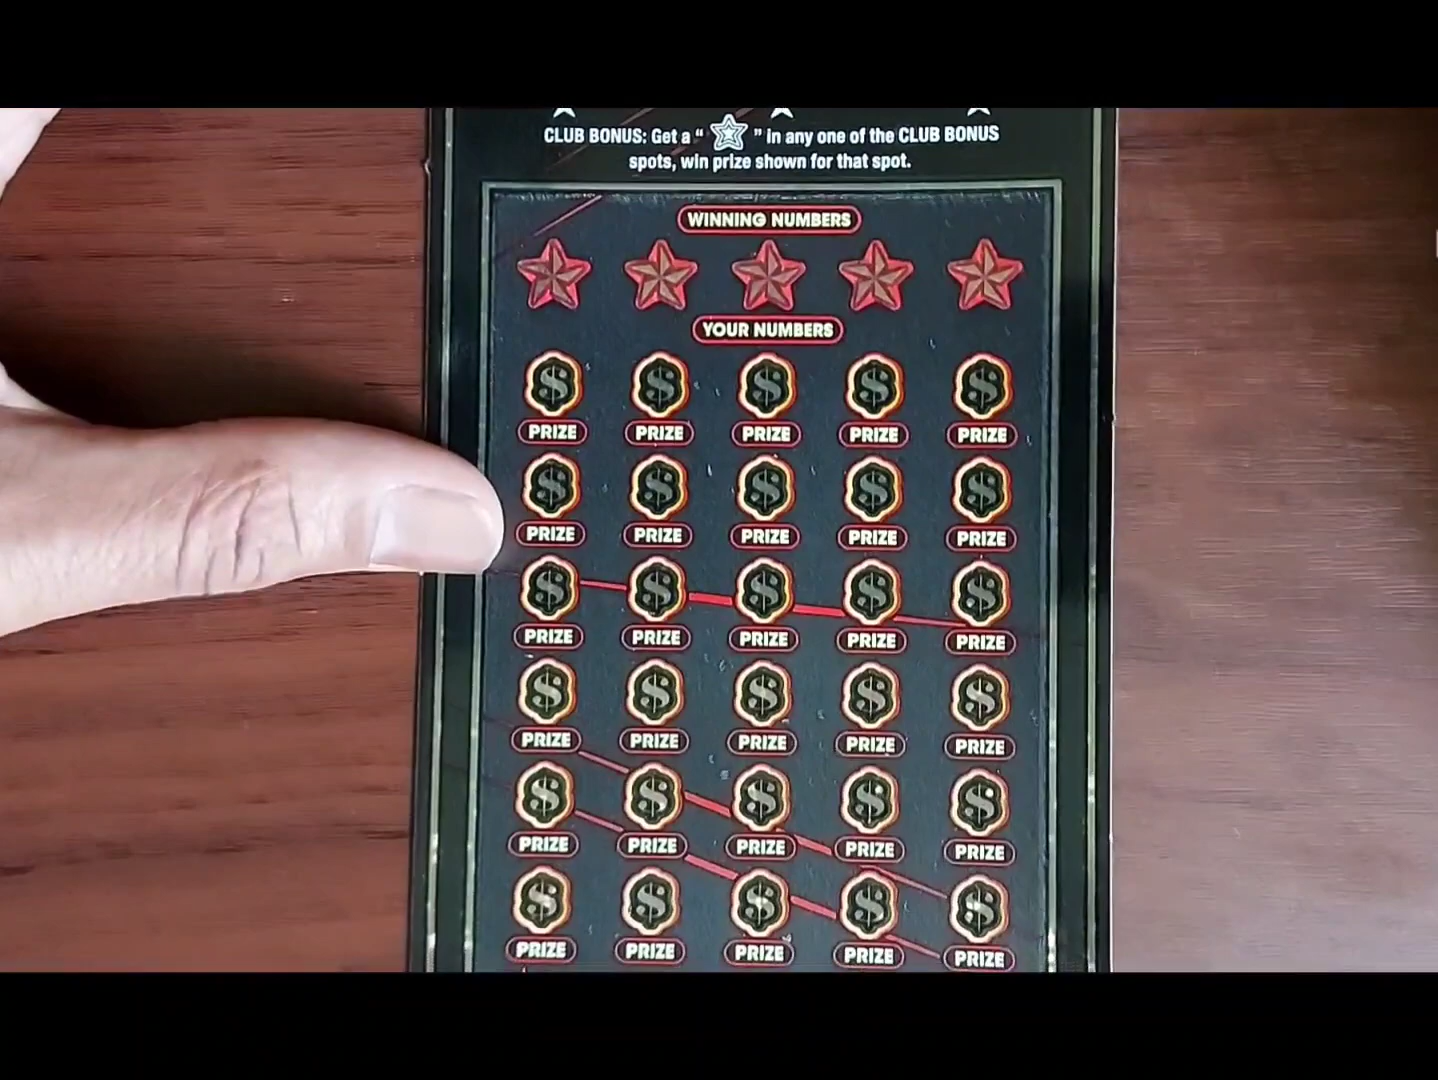 CLUB BONUS: Get a " " in any one of the CLUB BONUS
spots, win prize shown for that spot.
WINNING NUMBERS
YOUR NUMBERS
$ $ $ $ $
PRIZE PRIZE PRIZE PRIZE PRIZE
$ $ $ $ $
PRIZE PRIZE PRIZE PRIZE PRIZE
$ $ $ $ $
PRIZE PRIZE PRIZE PRIZE PRIZE
$ $ $ $ $
PRIZE PRIZE PRIZE PRIZE PRIZE
$ $ $ $ $
PRIZE PRIZE PRIZE PRIZE PRIZE
$ $ $ $ $
PRIZE PRIZE PRIZE PRIZE PRIZE